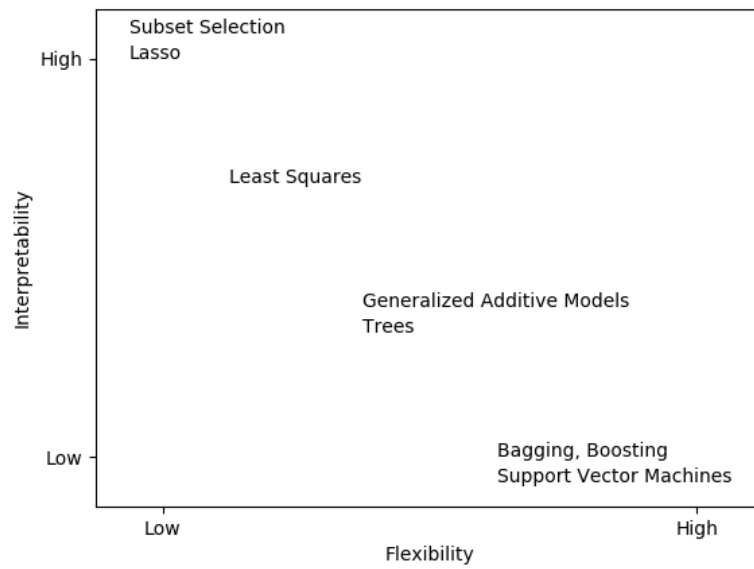 Subset Selection
Lasso
High
Least Squares
Interpretability
Generalized Additive Models
Trees
Low
Bagging, Boosting
Support Vector Machines
Low
High
Flexibility